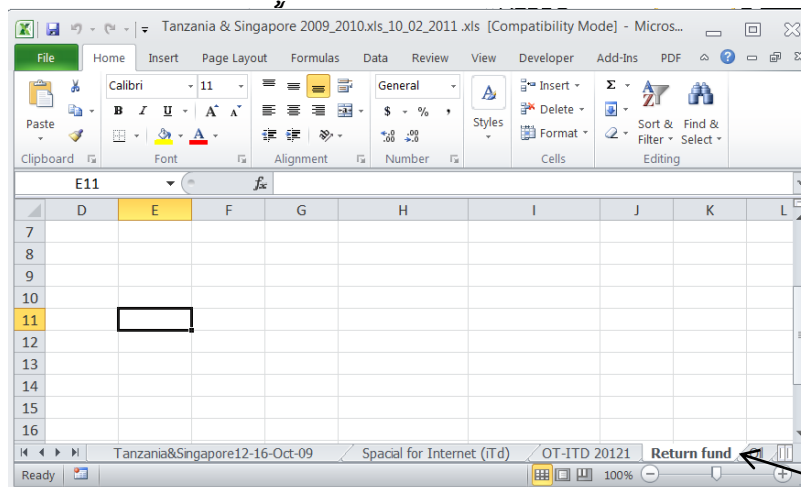 Tanzania & Singapore 2009_2010.xls_10_02_2011 .xls [Compatibility Mode] - Micros...
File Home Insert Page Layout Formulas Data Review View Developer Add-Ins PDF
Calibri 11 General Insert Σ
Paste B I U A A $ % , Styles Delete Sort & Filter Find & Select
A Format
Clipboard Font Alignment Number Cells Editing
E11 fx
D E F G H I J K L
7
8
9
10
11
12
13
14
15
16
Tanzania&Singapore12-16-Oct-09 Spacial for Internet (iTd) OT-ITD 20121 Return fund
Ready 100%